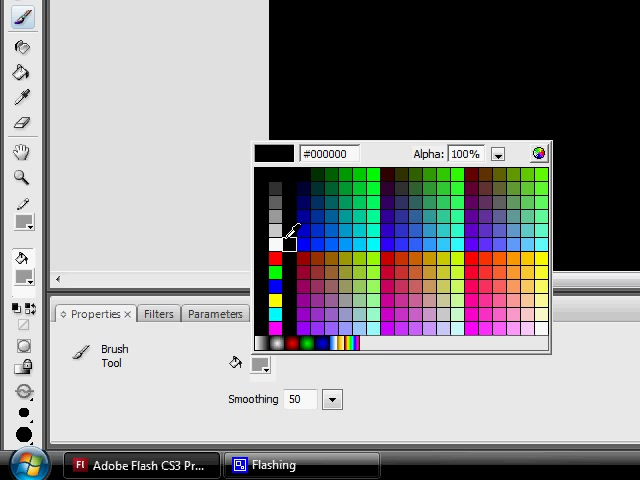 #000000 Alpha: 100%
Properties × Filters Parameters
Brush
Tool
Smoothing 50
Fl Adobe Flash CS3 Pr... Flashing